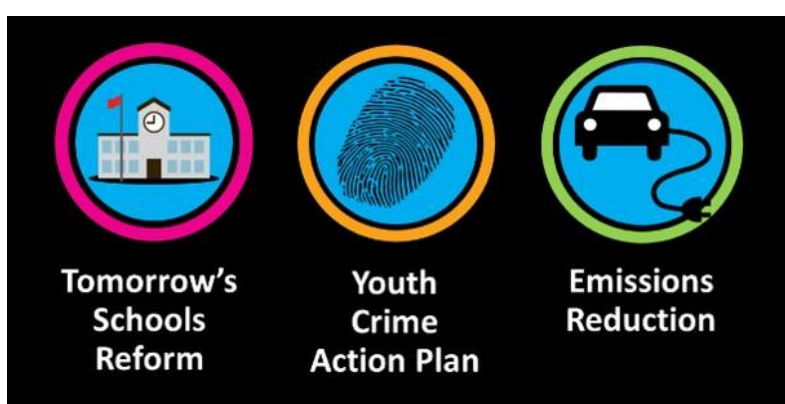 Tomorrow's
Schools
Reform
Youth
Crime
Action Plan
Emissions
Reduction